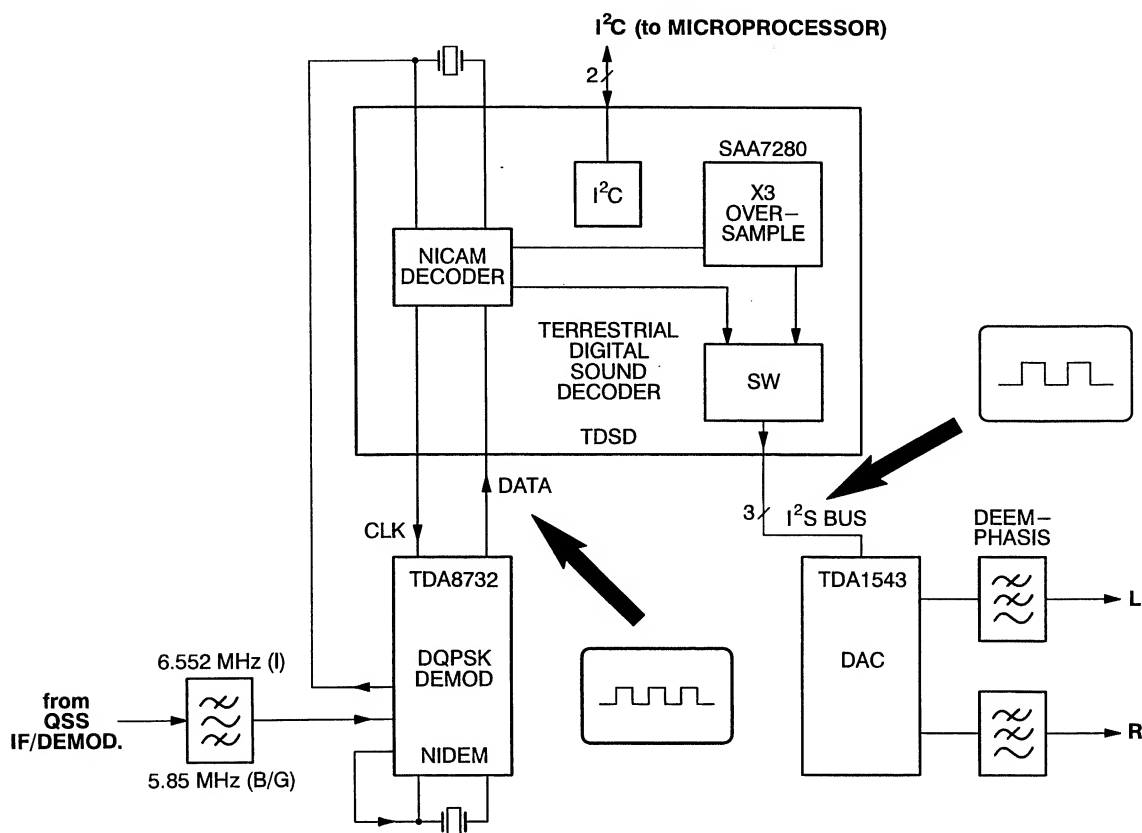 I²C (to MICROPROCESSOR)
2
SAA7280
I²C
X3
OVER–
SAMPLE
NICAM
DECODER
TERRESTRIAL
DIGITAL
SOUND
DECODER
SW
TDSD
DATA
3
I²S BUS
CLK
DEEM–
PHASIS
TDA8732
TDA1543
L
6.552 MHz (I)
DQPSK
DEMOD
DAC
from
QSS
IF/DEMOD.
R
NIDEM
5.85 MHz (B/G)